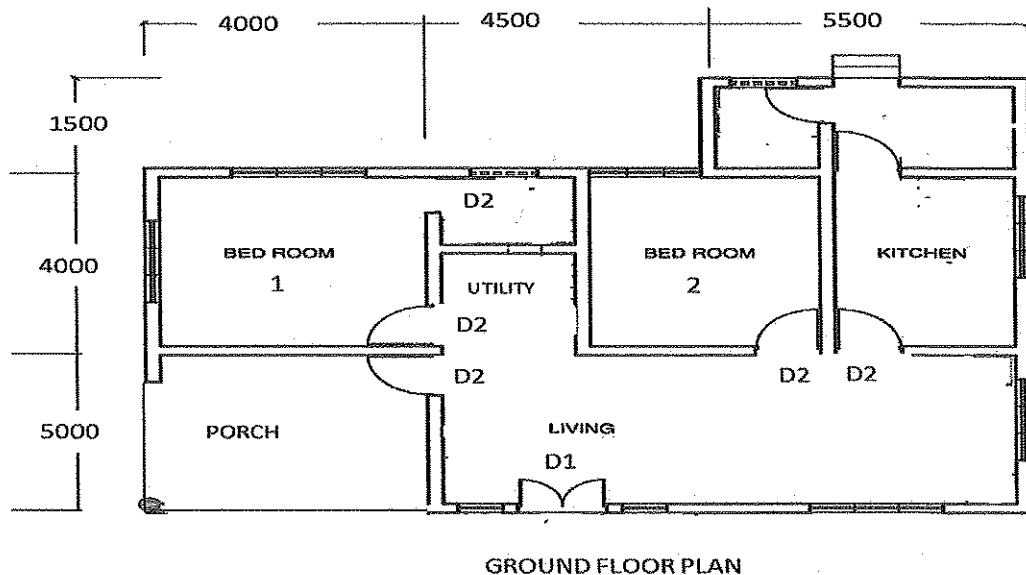 4000 4500 5500
1500
D2
BED ROOM BED ROOM KITCHEN
4000 1 2
UTILITY
D2
D2 D2 D2
5000 PORCH LIVING
D1
GROUND FLOOR PLAN